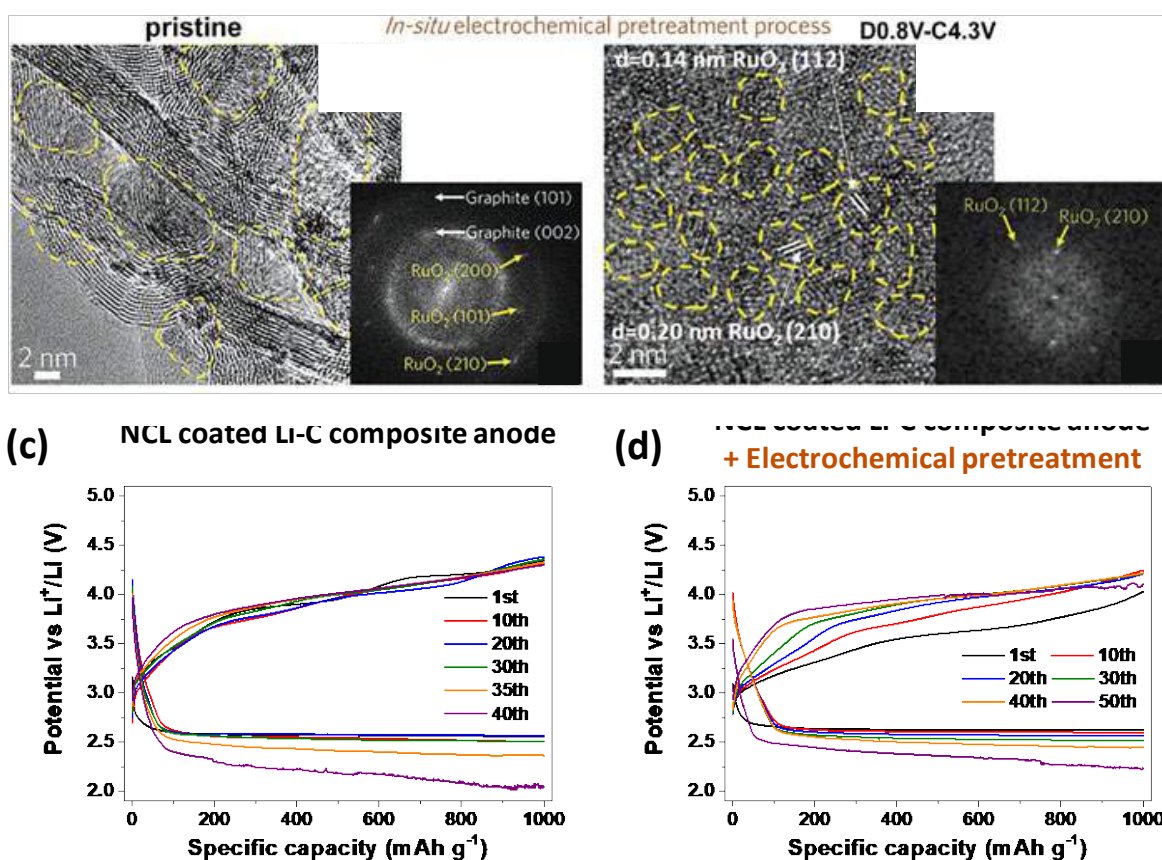 pristine
In-situ electrochemical pretreatment process
D0.8V-C4.3V
d=0.14 nm RuO₂ (112)
Graphite (101)
Graphite (002)
RuO₂ (200)
RuO₂ (101)
RuO₂ (210)
2 nm
RuO₂ (112)
RuO₂ (210)
d=0.20 nm RuO₂ (210)
2 nm
(c)
NCL coated Li-C composite anode
5.0
4.5
4.0
3.5
3.0
2.5
2.0
Potential vs Li⁺/Li (V)
1st
10th
20th
30th
35th
40th
0 200 400 600 800 1000
Specific capacity (mAh g⁻¹)
(d)
NCL coated Li-C composite anode
+ Electrochemical pretreatment
5.0
4.5
4.0
3.5
3.0
2.5
2.0
Potential vs Li⁺/Li (V)
1st 10th
20th 30th
40th 50th
0 200 400 600 800 1000
Specific capacity (mAh g⁻¹)